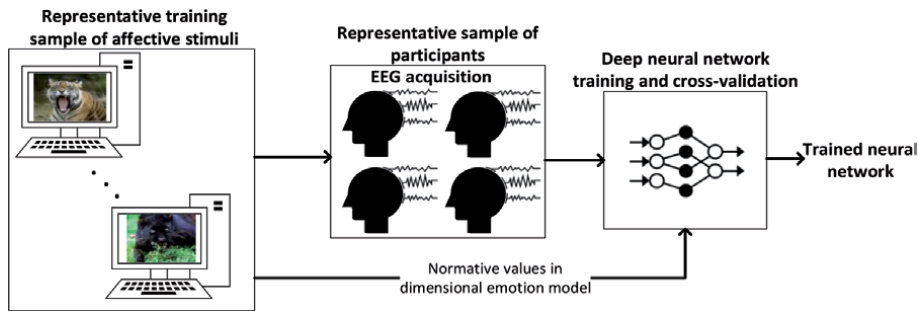 Representative training
sample of affective stimuli
Representative sample of
participants
EEG acquisition
Deep neural network
training and cross-validation
Trained neural
network
Normative values in
dimensional emotion model